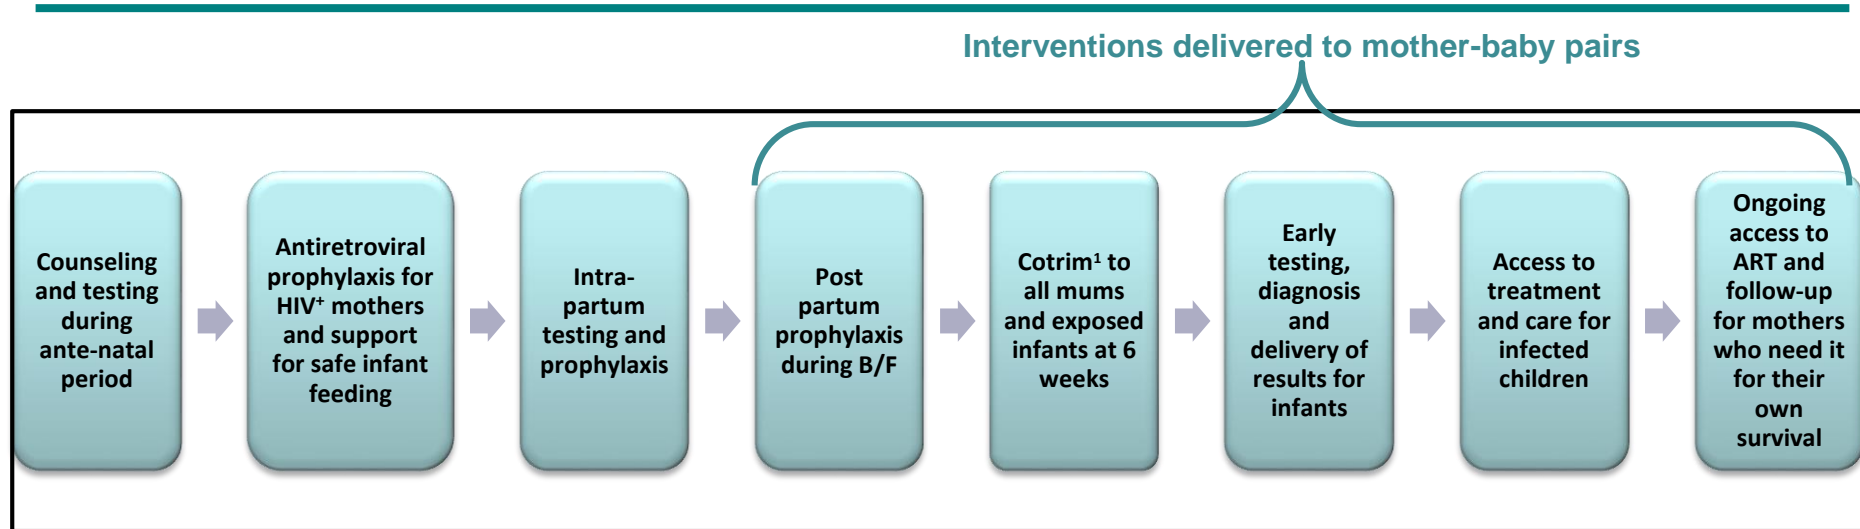 Interventions delivered to mother-baby pairs
Counseling
and testing
during
ante-natal
period
Antiretroviral
prophylaxis for
HIV⁺ mothers
and support
for safe infant
feeding
Intra-
partum
testing and
prophylaxis
Post
partum
prophylaxis
during B/F
Cotrim¹ to
all mums
and exposed
infants at 6
weeks
Early
testing,
diagnosis
and
delivery of
results for
infants
Access to
treatment
and care for
infected
children
Ongoing
access to
ART and
follow-up
for mothers
who need it
for their
own
survival